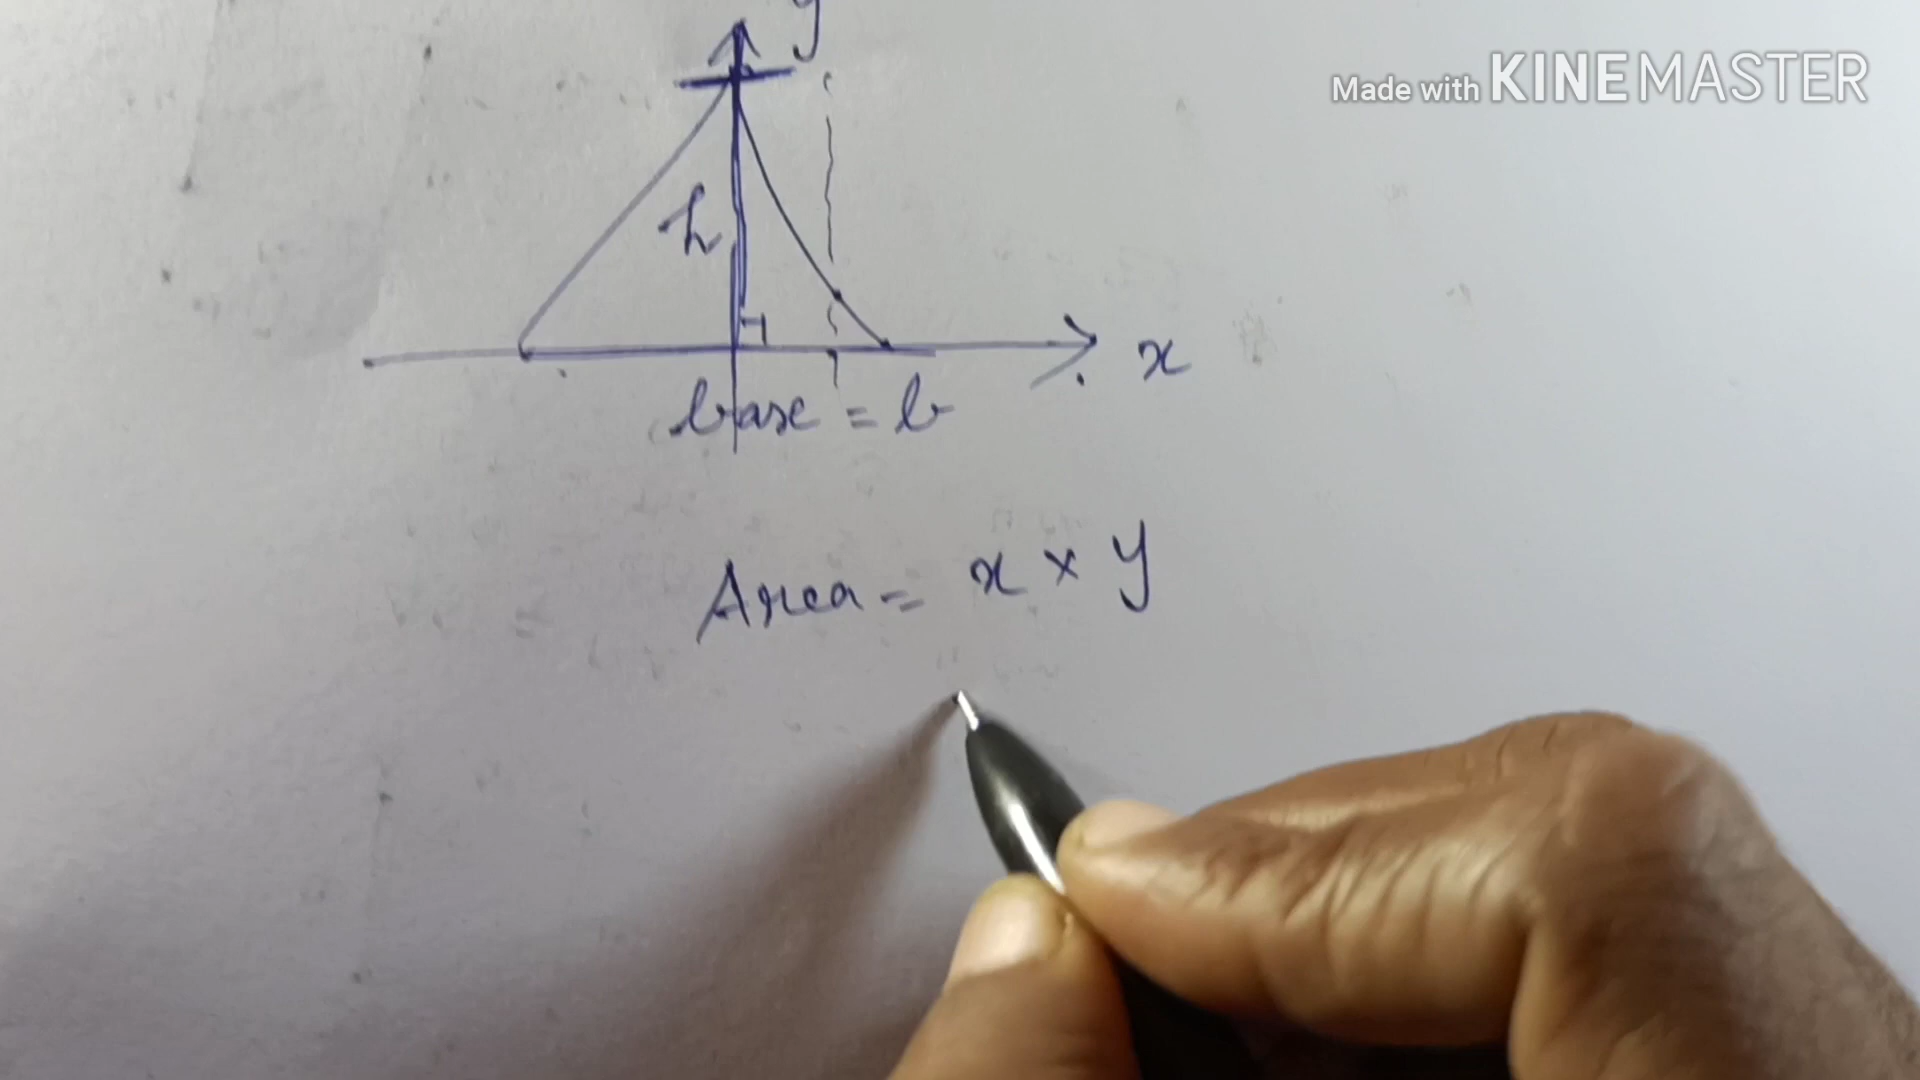 y
Made with KINEMASTER
h
x
base = b
Area = x × y